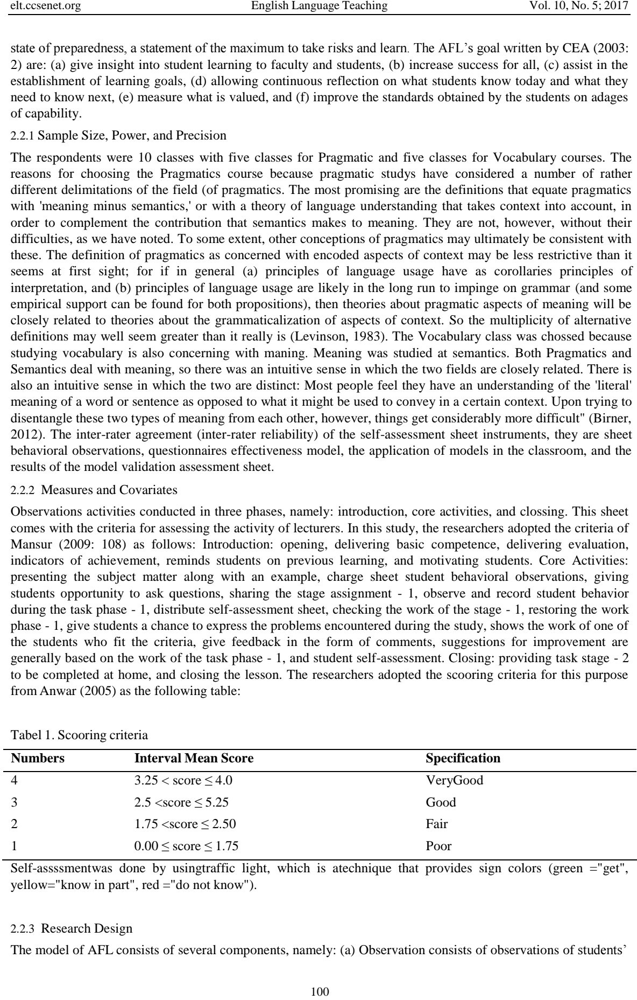 elt.ccsenet.org English Language Teaching Vol. 10, No. 5; 2017
state of preparedness, a statement of the maximum to take risks and learn. The AFL’s goal written by CEA (2003:
2) are: (a) give insight into student learning to faculty and students, (b) increase success for all, (c) assist in the
establishment of learning goals, (d) allowing continuous reflection on what students know today and what they
need to know next, (e) measure what is valued, and (f) improve the standards obtained by the students on adages
of capability.
2.2.1 Sample Size, Power, and Precision
The respondents were 10 classes with five classes for Pragmatic and five classes for Vocabulary courses. The
reasons for choosing the Pragmatics course because pragmatic studys have considered a number of rather
different delimitations of the field (of pragmatics. The most promising are the definitions that equate pragmatics
with 'meaning minus semantics,' or with a theory of language understanding that takes context into account, in
order to complement the contribution that semantics makes to meaning. They are not, however, without their
difficulties, as we have noted. To some extent, other conceptions of pragmatics may ultimately be consistent with
these. The definition of pragmatics as concerned with encoded aspects of context may be less restrictive than it
seems at first sight; for if in general (a) principles of language usage have as corollaries principles of
interpretation, and (b) principles of language usage are likely in the long run to impinge on grammar (and some
empirical support can be found for both propositions), then theories about pragmatic aspects of meaning will be
closely related to theories about the grammaticalization of aspects of context. So the multiplicity of alternative
definitions may well seem greater than it really is (Levinson, 1983). The Vocabulary class was chossed because
studying vocabulary is also concerning with maning. Meaning was studied at semantics. Both Pragmatics and
Semantics deal with meaning, so there was an intuitive sense in which the two fields are closely related. There is
also an intuitive sense in which the two are distinct: Most people feel they have an understanding of the 'literal'
meaning of a word or sentence as opposed to what it might be used to convey in a certain context. Upon trying to
disentangle these two types of meaning from each other, however, things get considerably more difficult" (Birner,
2012). The inter-rater agreement (inter-rater reliability) of the self-assessment sheet instruments, they are sheet
behavioral observations, questionnaires effectiveness model, the application of models in the classroom, and the
results of the model validation assessment sheet.
2.2.2 Measures and Covariates
Observations activities conducted in three phases, namely: introduction, core activities, and clossing. This sheet
comes with the criteria for assessing the activity of lecturers. In this study, the researchers adopted the criteria of
Mansur (2009: 108) as follows: Introduction: opening, delivering basic competence, delivering evaluation,
indicators of achievement, reminds students on previous learning, and motivating students. Core Activities:
presenting the subject matter along with an example, charge sheet student behavioral observations, giving
students opportunity to ask questions, sharing the stage assignment - 1, observe and record student behavior
during the task phase - 1, distribute self-assessment sheet, checking the work of the stage - 1, restoring the work
phase - 1, give students a chance to express the problems encountered during the study, shows the work of one of
the students who fit the criteria, give feedback in the form of comments, suggestions for improvement are
generally based on the work of the task phase - 1, and student self-assessment. Closing: providing task stage - 2
to be completed at home, and closing the lesson. The researchers adopted the scooring criteria for this purpose
from Anwar (2005) as the following table:
Tabel 1. Scooring criteria
Numbers Interval Mean Score Specification
4 3.25 < score ≤ 4.0 VeryGood
3 2.5 <score ≤ 5.25 Good
2 1.75 <score ≤ 2.50 Fair
1 0.00 ≤ score ≤ 1.75 Poor
Self-asssssmentwas done by usingtraffic light, which is atechnique that provides sign colors (green ="get",
yellow="know in part", red ="do not know").
2.2.3 Research Design
The model of AFL consists of several components, namely: (a) Observation consists of observations of students’
100